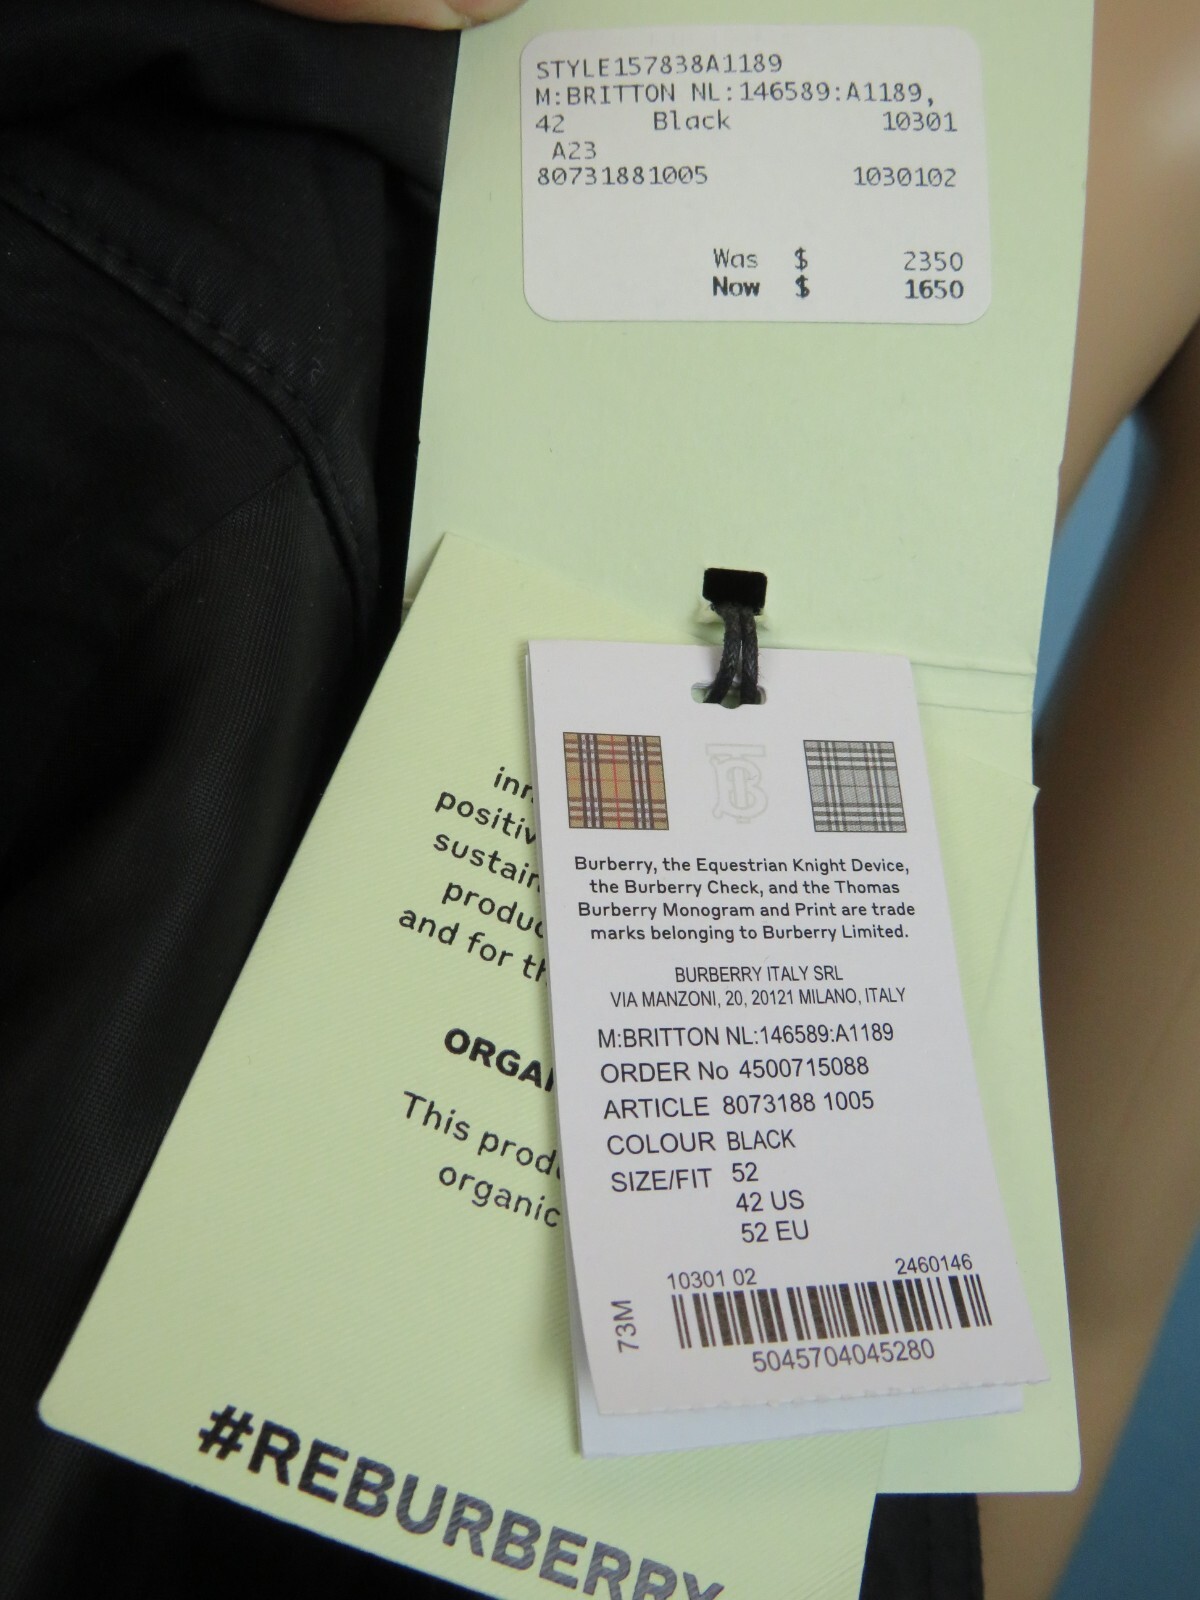 STYLE157838A1189
M:BRITTON NL:146589:A1189,
42 Black 10301
A23
80731881005 1030102
Was $ 2350
Now $ 1650
positiv
sustain
produc
and for th
ORGA
This prod
organic
#REBURBERRY
B
Burberry, the Equestrian Knight Device,
the Burberry Check, and the Thomas
Burberry Monogram and Print are trade
marks belonging to Burberry Limited.
BURBERRY ITALY SRL
VIA MANZONI, 20, 20121 MILANO, ITALY
M:BRITTON NL:146589:A1189
ORDER No 4500715088
ARTICLE 8073188 1005
COLOUR BLACK
SIZE/FIT 52
42 US
52 EU
10301 02 2460146
73M
5045704045280